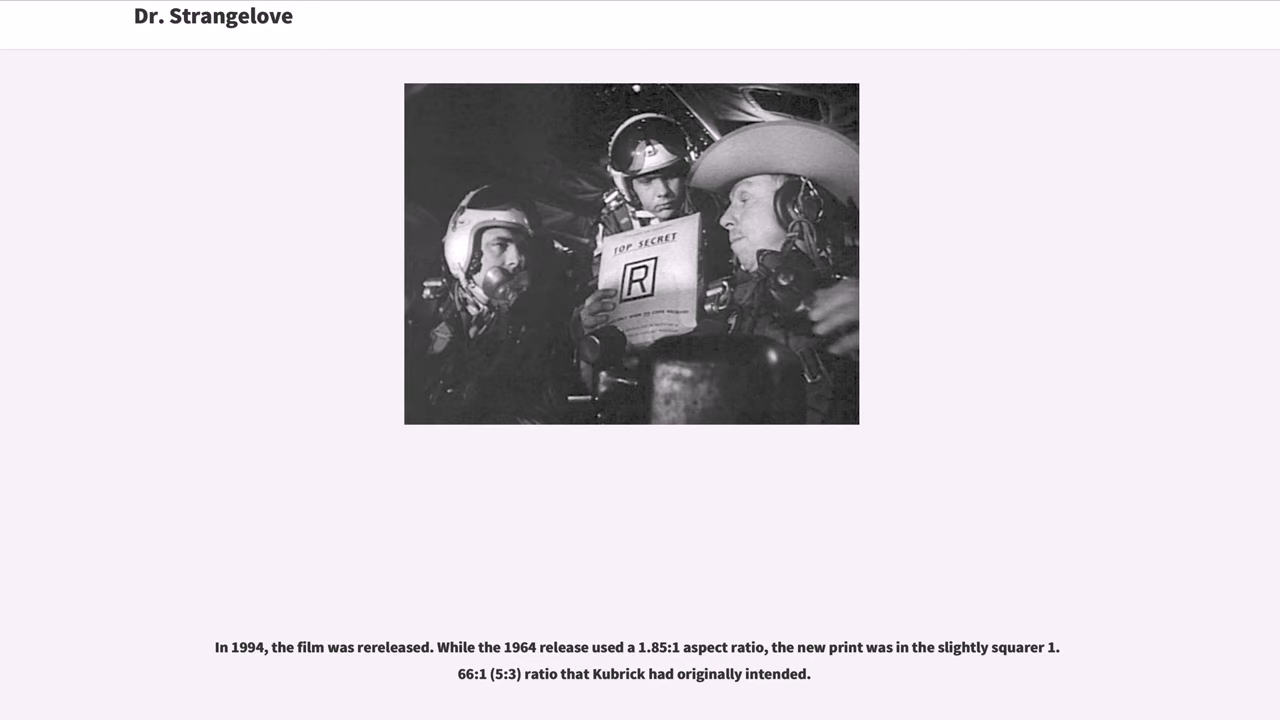 Dr. Strangelove
TOP SECRET
R
In 1994, the film was rereleased. While the 1964 release used a 1.85:1 aspect ratio, the new print was in the slightly squarer 1.
66:1 (5:3) ratio that Kubrick had originally intended.